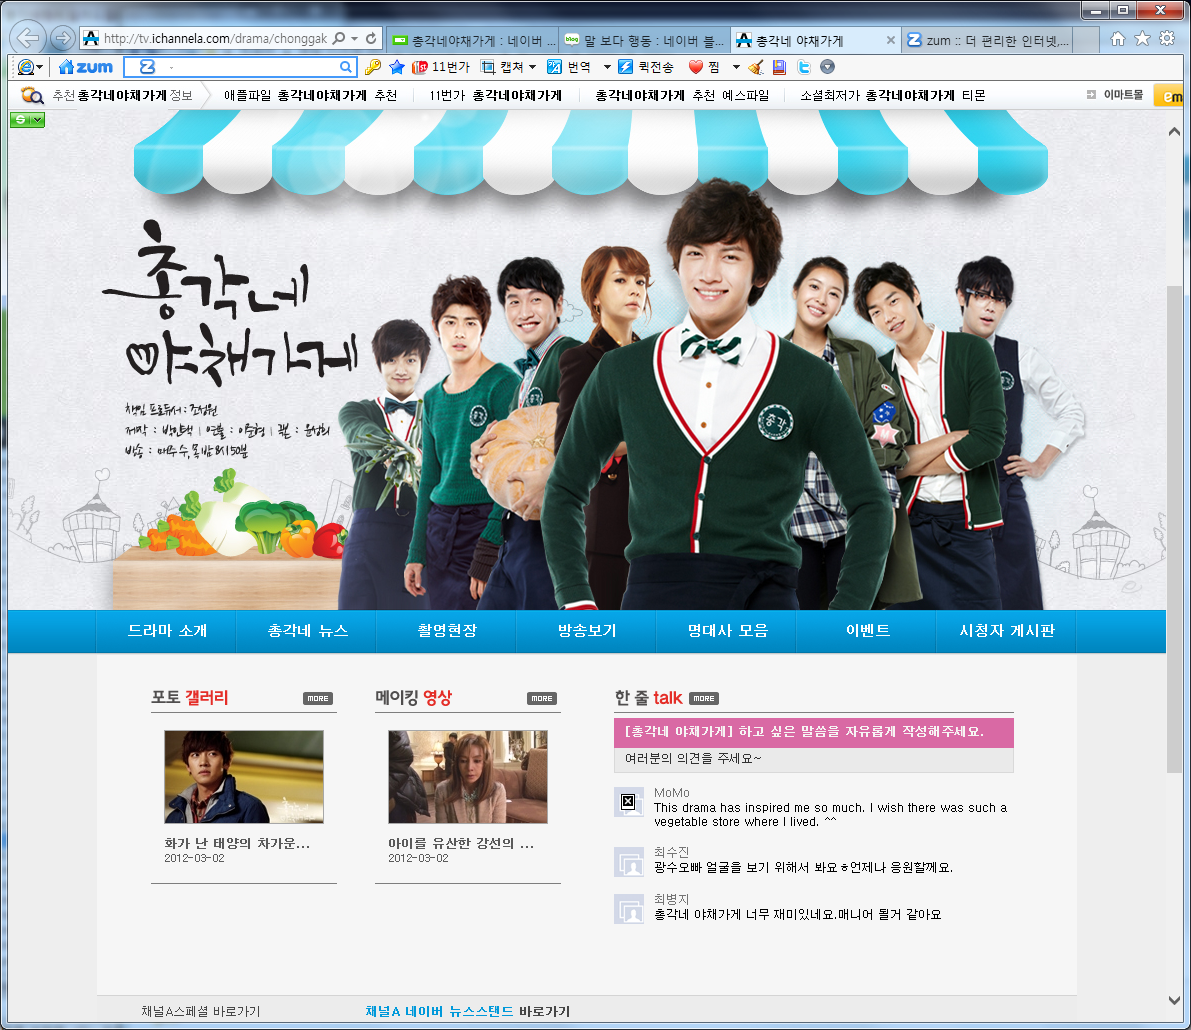 http://tv.ichannela.com/drama/chonggak
총각네야채가게 : 네이버 ...
말 보다 행동 : 네이버 블...
총각네 야채가게
zum :: 더 편리한 인터넷,...
zum
11번가
캡쳐
번역
퀵전송
찜
추천 총각네야채가게 정보
애플파일 총각네야채가게 추천
11번가 총각네야채가게
총각네야채가게 추천 예스파일
소셜최저가 총각네야채가게 티몬
이마트몰
em
총각네
야채가게
책임 프로듀서 : 조성원
제작 : 박인택 | 연출 : 이준형 | 극본 : 윤성희
방송 : 매주 수,목 밤 8시 50분
총각
총각
드라마 소개
총각네 뉴스
촬영현장
방송보기
명대사 모음
이벤트
시청자 게시판
포토 갤러리
MORE
메이킹 영상
MORE
한 줄 talk
MORE
[총각네 야채가게] 하고 싶은 말씀을 자유롭게 작성해주세요.
여러분의 의견을 주세요~
화가 난 태양의 차가운...
2012-03-02
아이를 유산한 강선의 ...
2012-03-02
MoMo
This drama has inspired me so much. I wish there was such a
vegetable store where I lived. ^^
최수진
광수오빠 얼굴을 보기 위해서 봐요ㅎ언제나 응원할께요.
최병지
총각네 야채가게 너무 재미있네요.매니어 될거 같아요
채널A스페셜 바로가기
채널A 네이버 뉴스스탠드 바로가기